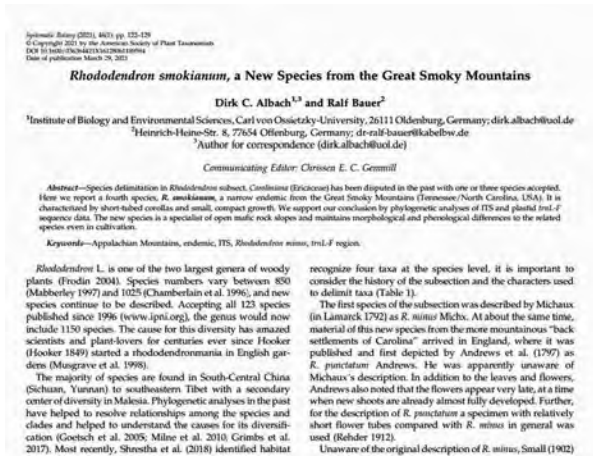 Systematic Botany (2021), 46(1): pp. 122–129
© Copyright 2021 by the American Society of Plant Taxonomists
Date of publication March 29, 2021
Rhododendron smokianum, a New Species from the Great Smoky Mountains
Dirk C. Albach1,3 and Ralf Bauer2
1Institute of Biology and Environmental Sciences, Carl von Ossietzky-University, 26111 Oldenburg, Germany; dirk.albach@uol.de
2Heinrich-Heine-Str. 8, 77654 Offenburg, Germany; dr-ralf-bauer@kabelbw.de
3Author for correspondence (dirk.albach@uol.de)
Communicating Editor: Chrissen E. C. Gemmill
Abstract—Species delimitation in Rhododendron subsect. Caroliniana (Ericaceae) has been disputed in the past with one or three species accepted.
Here we report a fourth species, R. smokianum, a narrow endemic from the Great Smoky Mountains (Tennessee/North Carolina, USA). It is
characterized by short-tubed corollas and small, compact growth. We support our conclusion by phylogenetic analyses of ITS and plastid trnL-F
sequence data. The new species is a specialist of open mafic rock slopes and maintains morphological and phenological differences to the related
species even in cultivation.
Keywords—Appalachian Mountains, endemic, ITS, Rhododendron minus, trnL-F region.
Rhododendron L. is one of the two largest genera of woody
plants (Frodin 2004). Species numbers vary between 850
(Mabberley 1997) and 1025 (Chamberlain et al. 1996), and new
species continue to be described. Accepting all 123 species
published since 1996 (www.ipni.org), the genus would now
include 1150 species. The cause for this diversity has amazed
scientists and plant-lovers for centuries ever since Hooker
(Hooker 1849) started a rhododendronmania in English gar-
dens (Musgrave et al. 1998).
The majority of species are found in South-Central China
(Sichuan, Yunnan) to southeastern Tibet with a secondary
center of diversity in Malesia. Phylogenetic analyses in the past
have helped to resolve relationships among the species and
clades and helped to understand the causes for its diversifi-
cation (Goetsch et al. 2005; Milne et al. 2010; Grimbs et al.
2017). Most recently, Shrestha et al. (2018) identified habitat
recognize four taxa at the species level, it is important to
consider the history of the subsection and the characters used
to delimit taxa (Table 1).
The first species of the subsection was described by Michaux
(in Lamarck 1792) as R. minus Michx. At about the same time,
material of this new species from the more mountainous "back
settlements of Carolina" arrived in England, where it was
published and first depicted by Andrews et al. (1797) as
R. punctatum Andrews. He was apparently unaware of
Michaux's description. In addition to the leaves and flowers,
Andrews also noted that the flowers appear very late, at a time
when new shoots are already almost fully developed. Further,
for the description of R. punctatum a specimen with relatively
short flower tubes compared with R. minus in general was
used (Rehder 1912).
Unaware of the original description of R. minus, Small (1902)